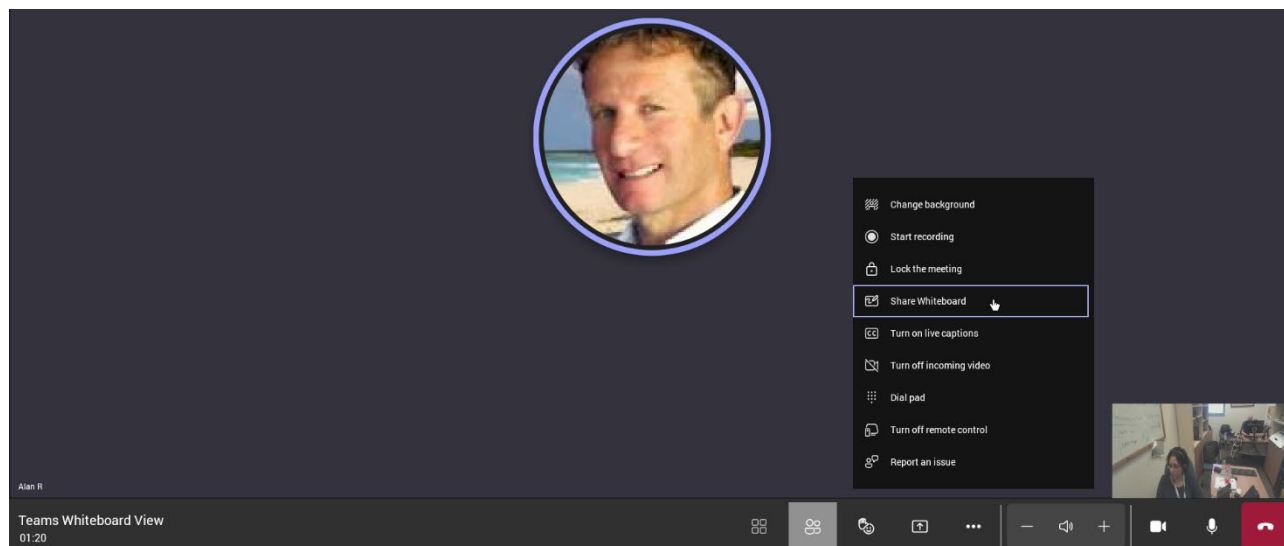 Change background
Start recording
Lock the meeting
Share Whiteboard
CC Turn on live captions
Turn off incoming video
Dial pad
Turn off remote control
Report an issue
Alan R
Teams Whiteboard View
01:20